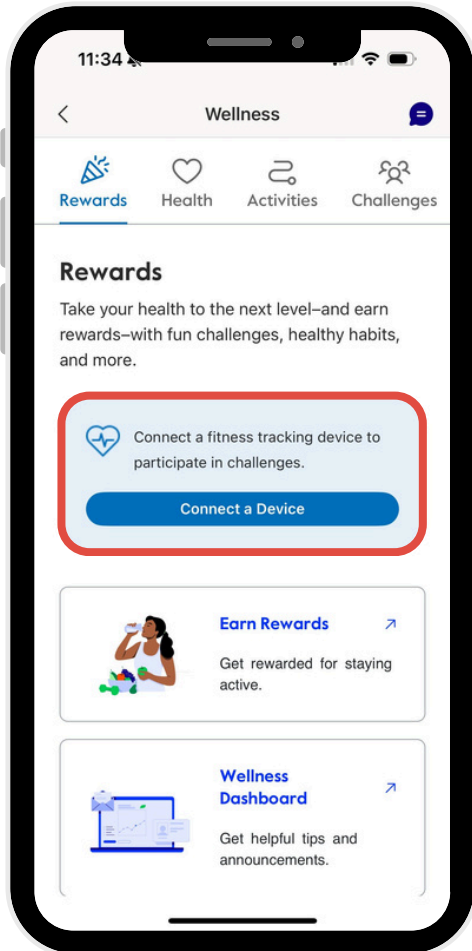 11:34
Wellness
Rewards Health Activities Challenges
Rewards
Take your health to the next level–and earn
rewards–with fun challenges, healthy habits,
and more.
Connect a fitness tracking device to
participate in challenges.
Connect a Device
Earn Rewards
Get rewarded for staying
active.
Wellness
Dashboard
Get helpful tips and
announcements.